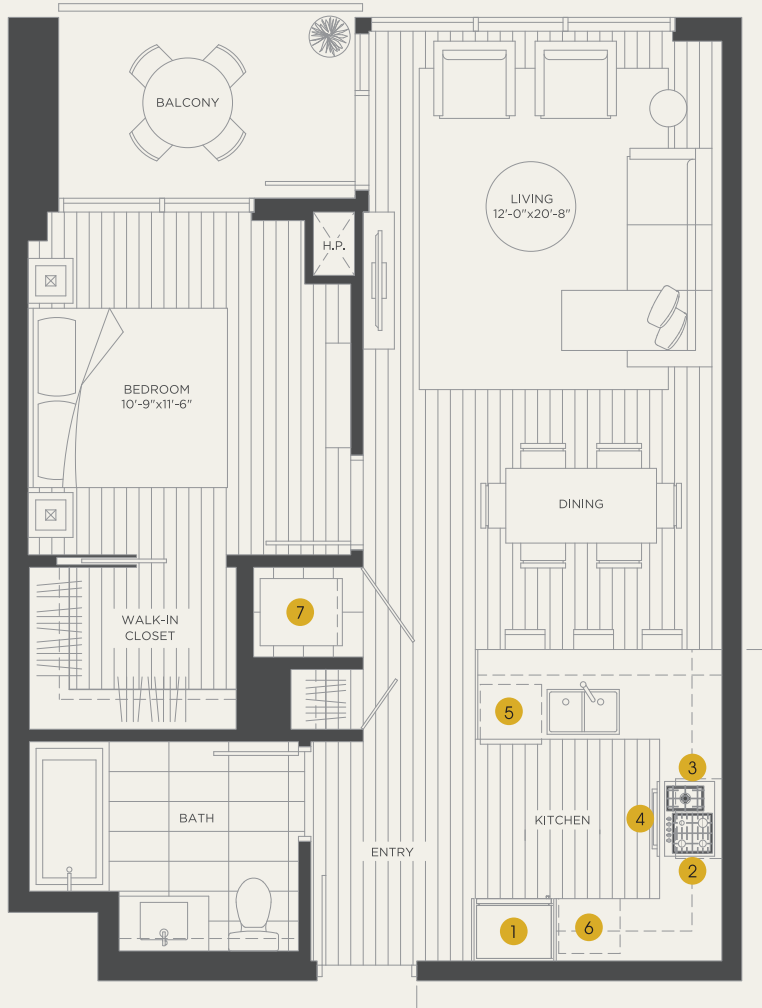 BALCONY
LIVING
12'-0"x20'-8"
H.P.
BEDROOM
10'-9"x11'-6"
DINING
7
WALK-IN
CLOSET
5
3
BATH
KITCHEN
4
ENTRY
2
1
6